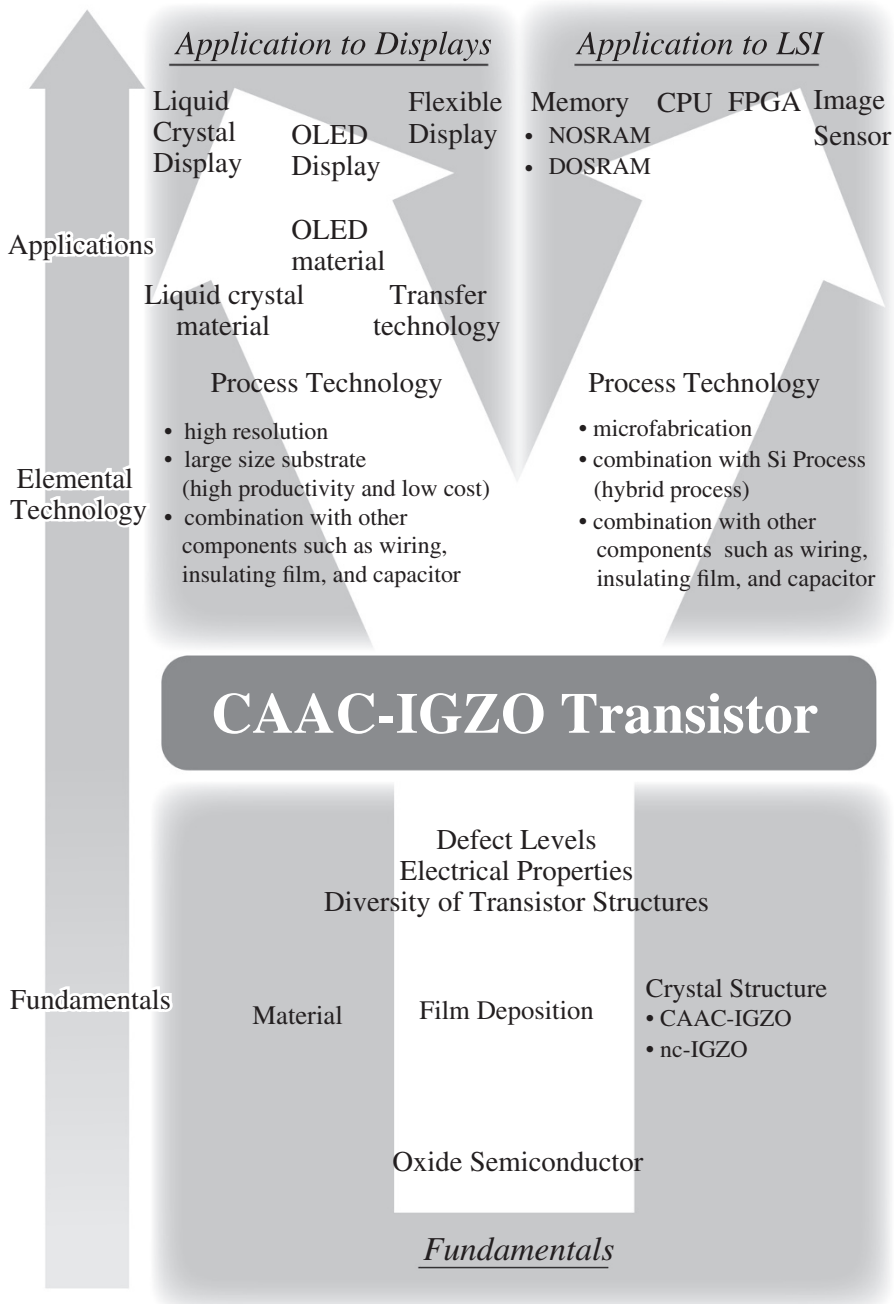 Application to Displays
Application to LSI
Liquid
Crystal
Display
OLED
Display
Flexible
Display
Memory
• NOSRAM
• DOSRAM
CPU
FPGA
Image
Sensor
Applications
OLED
material
Liquid crystal
material
Transfer
technology
Process Technology
• high resolution
• large size substrate
(high productivity and low cost)
• combination with other
components such as wiring,
insulating film, and capacitor
Process Technology
• microfabrication
• combination with Si Process
(hybrid process)
• combination with other
components such as wiring,
insulating film, and capacitor
Elemental
Technology
CAAC-IGZO Transistor
Defect Levels
Electrical Properties
Diversity of Transistor Structures
Fundamentals
Material
Film Deposition
Crystal Structure
• CAAC-IGZO
• nc-IGZO
Oxide Semiconductor
Fundamentals